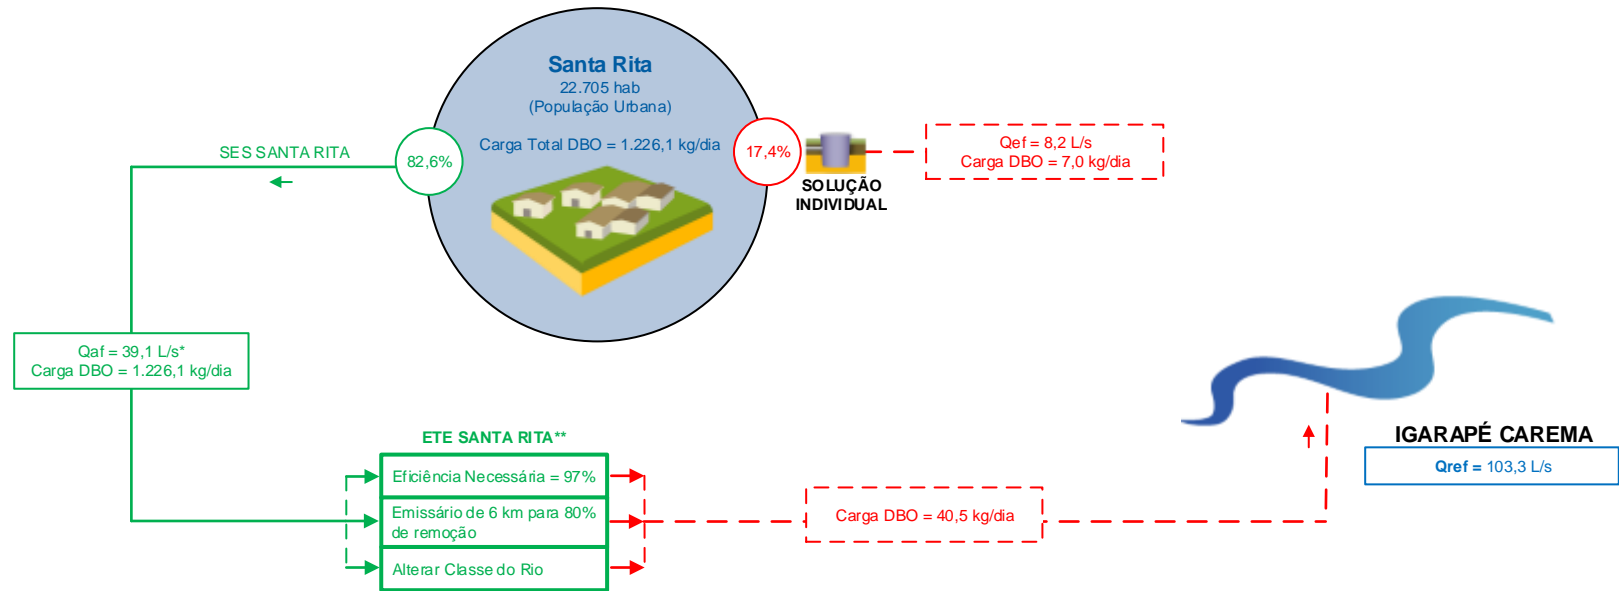 Santa Rita
22.705 hab
(População Urbana)
Carga Total DBO = 1.226,1 kg/dia
82,6%
17,4%
SES SANTA RITA
SOLUÇÃO
INDIVIDUAL
Qef = 8,2 L/s
Carga DBO = 7,0 kg/dia
Qaf = 39,1 L/s*
Carga DBO = 1.226,1 kg/dia
ETE SANTA RITA**
Eficiência Necessária = 97%
Emissário de 6 km para 80%
de remoção
Alterar Classe do Rio
Carga DBO = 40,5 kg/dia
IGARAPÉ CAREMA
Qref = 103,3 L/s